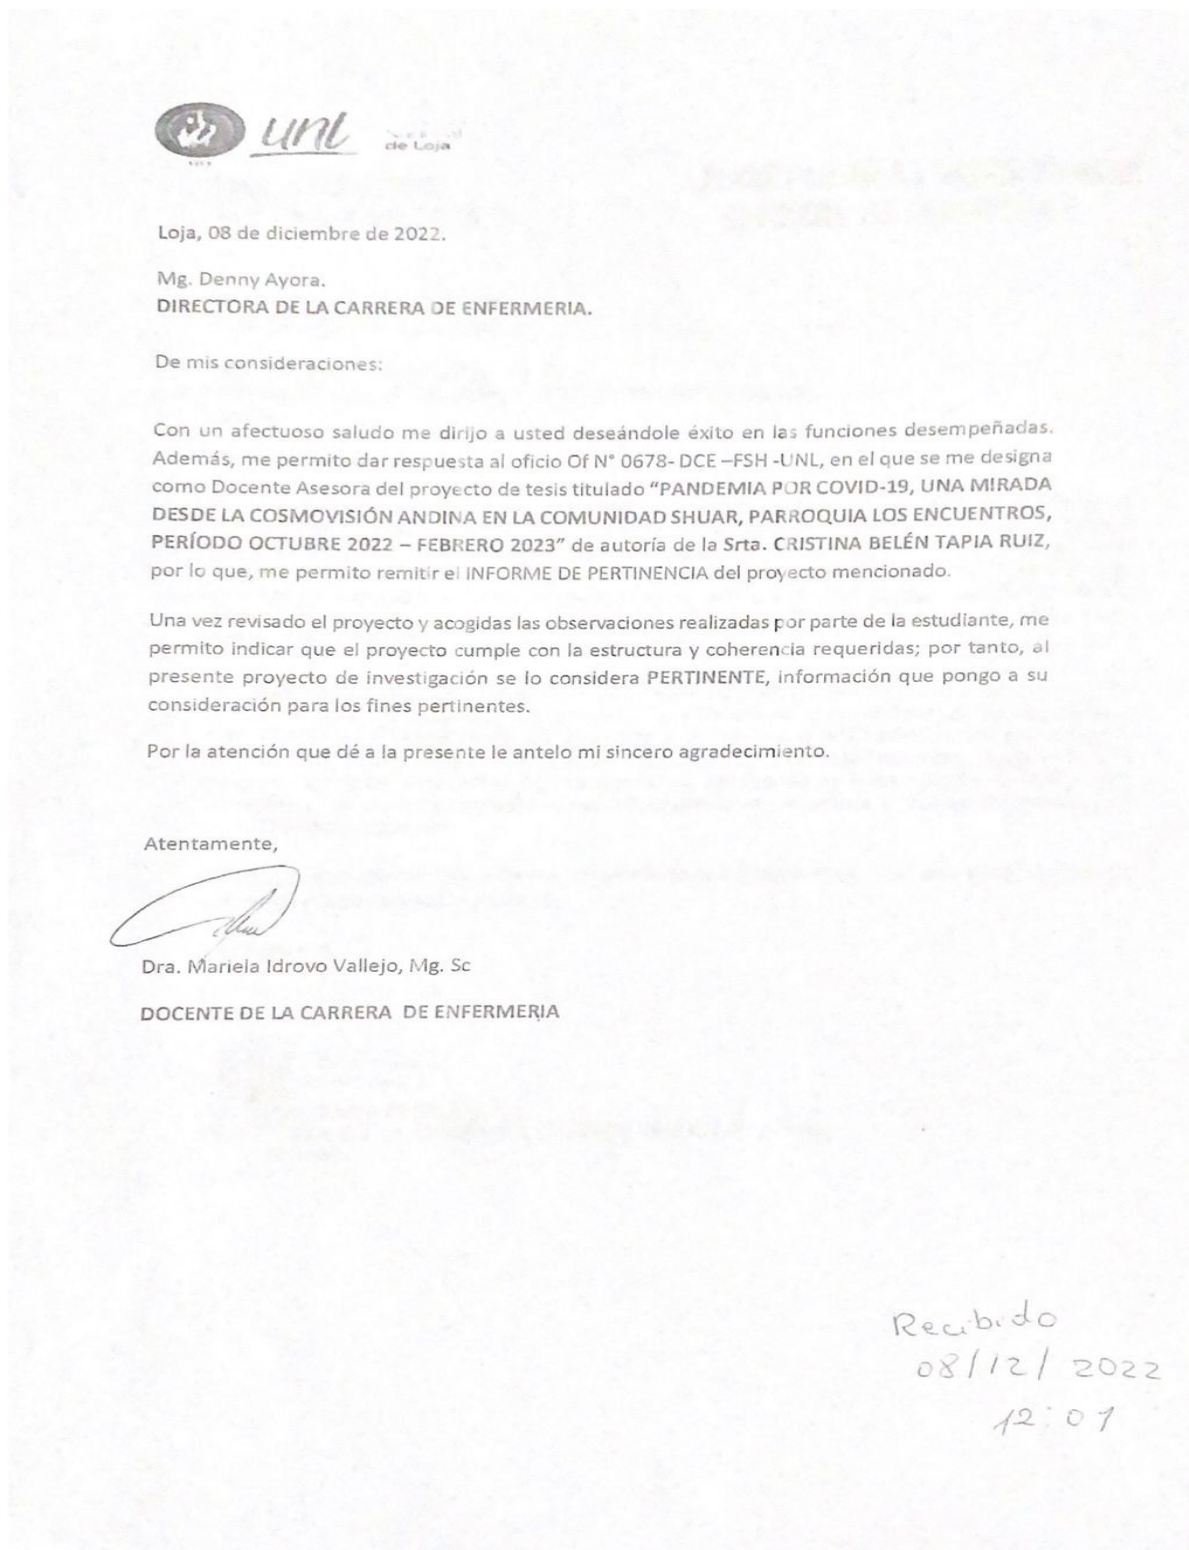 unl
de Loja
Loja, 08 de diciembre de 2022.
Mg. Denny Ayora.
DIRECTORA DE LA CARRERA DE ENFERMERIA.
De mis consideraciones:
Con un afectuoso saludo me dirijo a usted deseándole éxito en las funciones desempeñadas.
Además, me permito dar respuesta al oficio Of N° 0678- DCE –FSH -UNL, en el que se me designa
como Docente Asesora del proyecto de tesis titulado “PANDEMIA POR COVID-19, UNA MIRADA
DESDE LA COSMOVISIÓN ANDINA EN LA COMUNIDAD SHUAR, PARROQUIA LOS ENCUENTROS,
PERÍODO OCTUBRE 2022 – FEBRERO 2023” de autoría de la Srta. CRISTINA BELÉN TAPIA RUIZ,
por lo que, me permito remitir el INFORME DE PERTINENCIA del proyecto mencionado.
Una vez revisado el proyecto y acogidas las observaciones realizadas por parte de la estudiante, me
permito indicar que el proyecto cumple con la estructura y coherencia requeridas; por tanto, al
presente proyecto de investigación se lo considera PERTINENTE, información que pongo a su
consideración para los fines pertinentes.
Por la atención que dé a la presente le antelo mi sincero agradecimiento.
Atentamente,
Dra. Mariela Idrovo Vallejo, Mg. Sc
DOCENTE DE LA CARRERA DE ENFERMERIA
Recibido
08/12/ 2022
12:01